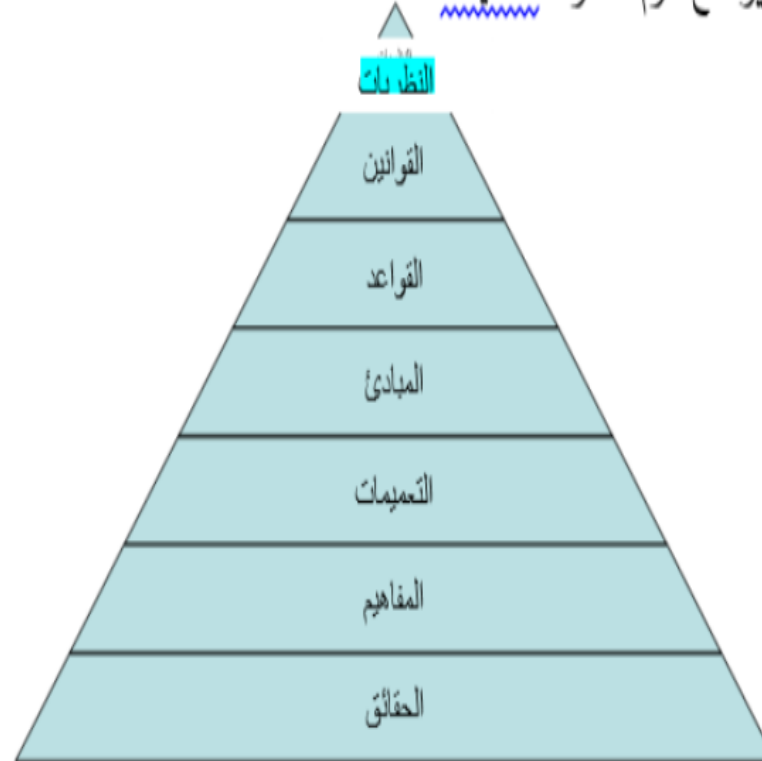 النظريات
القوانين
القواعد
المبادئ
التعميمات
المفاهيم
الحقائق